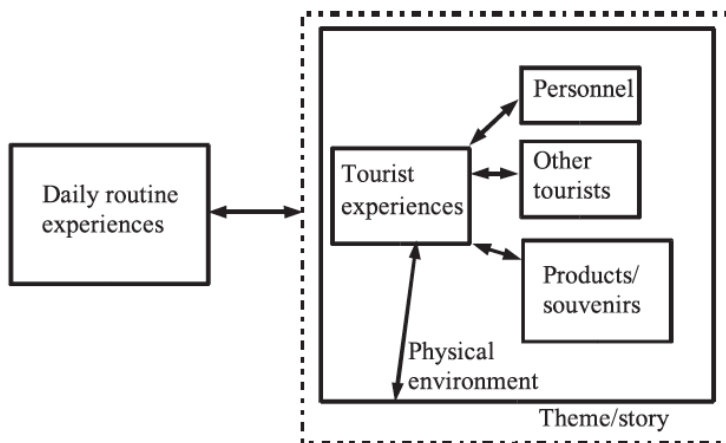 Daily routine
experiences
Tourist
experiences
Personnel
Other
tourists
Products/
souvenirs
Physical
environment
Theme/story